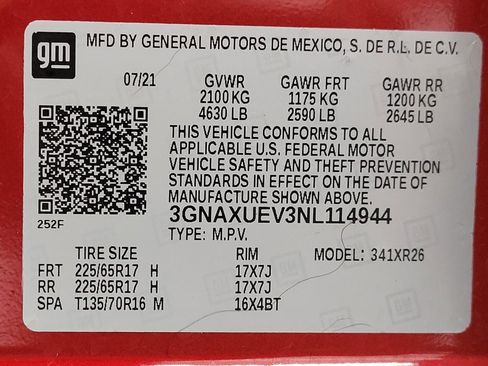 gm MFD BY GENERAL MOTORS DE MEXICO, S. DE R.L. DE C.V.
07/21 GVWR GAWR FRT GAWR RR
2100 KG 1175 KG 1200 KG
4630 LB 2590 LB 2645 LB
THIS VEHICLE CONFORMS TO ALL
APPLICABLE U.S. FEDERAL MOTOR
VEHICLE SAFETY AND THEFT PREVENTION
STANDARDS IN EFFECT ON THE DATE OF
MANUFACTURE SHOWN ABOVE.
252F 3GNAXUEV3NL114944
TYPE: M.P.V.
TIRE SIZE RIM MODEL: 341XR26
FRT 225/65R17 H 17X7J
RR 225/65R17 H 17X7J
SPA T135/70R16 M 16X4BT